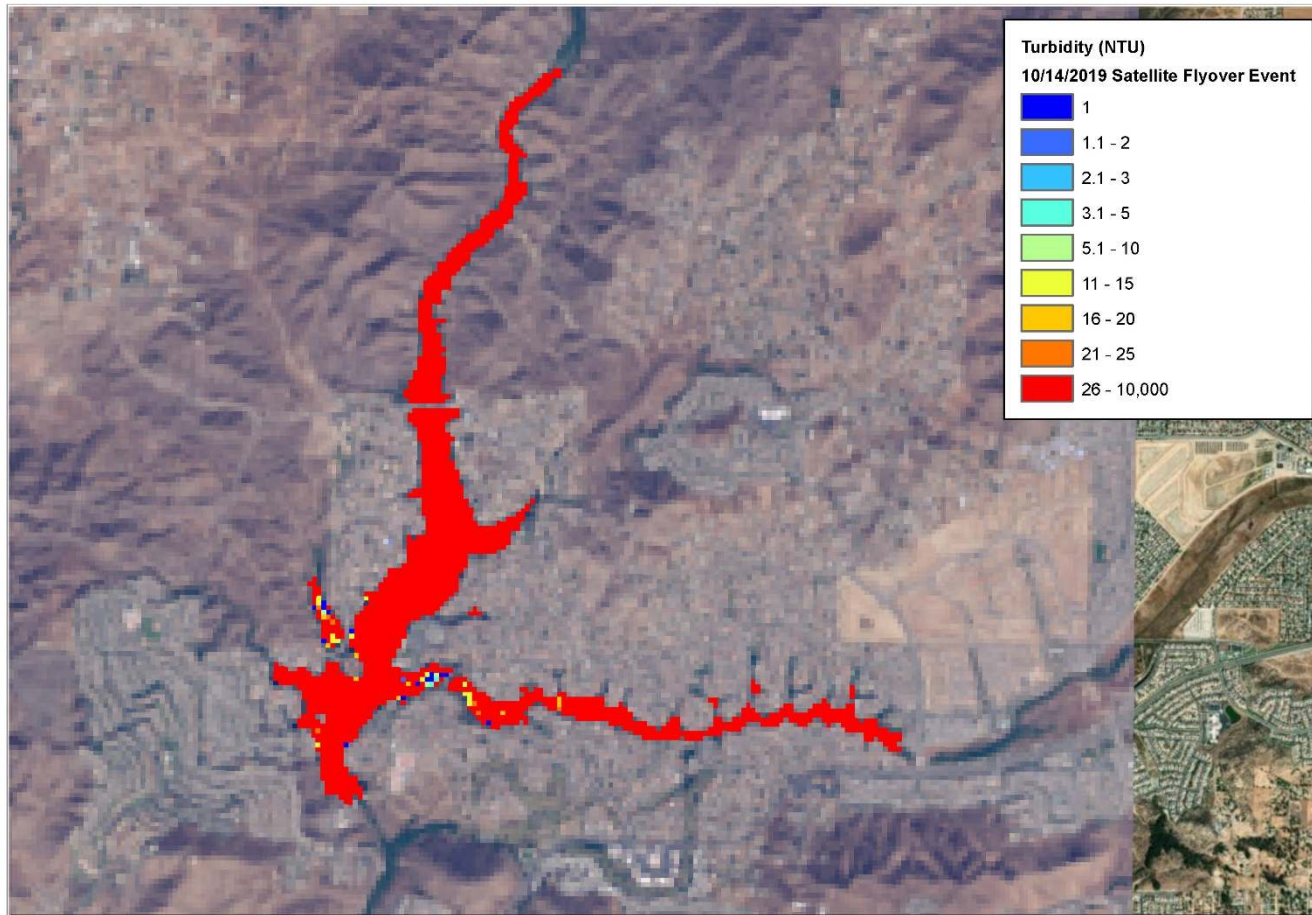 Turbidity (NTU)
10/14/2019 Satellite Flyover Event
1
1.1 - 2
2.1 - 3
3.1 - 5
5.1 - 10
11 - 15
16 - 20
21 - 25
26 - 10,000